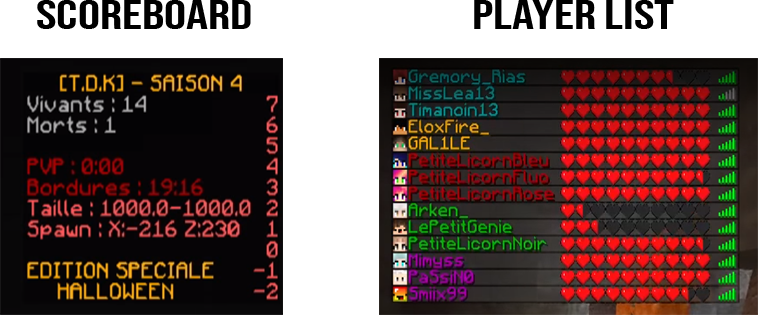 SCOREBOARD
[T.D.K] - SAISON 4
Vivants : 14 7
Morts : 1 6
5
PVP : 0:00 4
Bordures : 19:16 3
Taille : 1000.0-1000.0 2
Spawn : X:-216 Z:230 1
0
EDITION SPECIALE -1
HALLOWEEN -2
PLAYER LIST
Gremory_Rias
MissLea13
Timanoin13
EloxFire_
GAL1LE
PetiteLicornBleu
PetiteLicornFluo
PetiteLicornRose
Arken_
LePetitGenie
PetiteLicornNoir
Mimyss
PaSsiN0
Smiix99